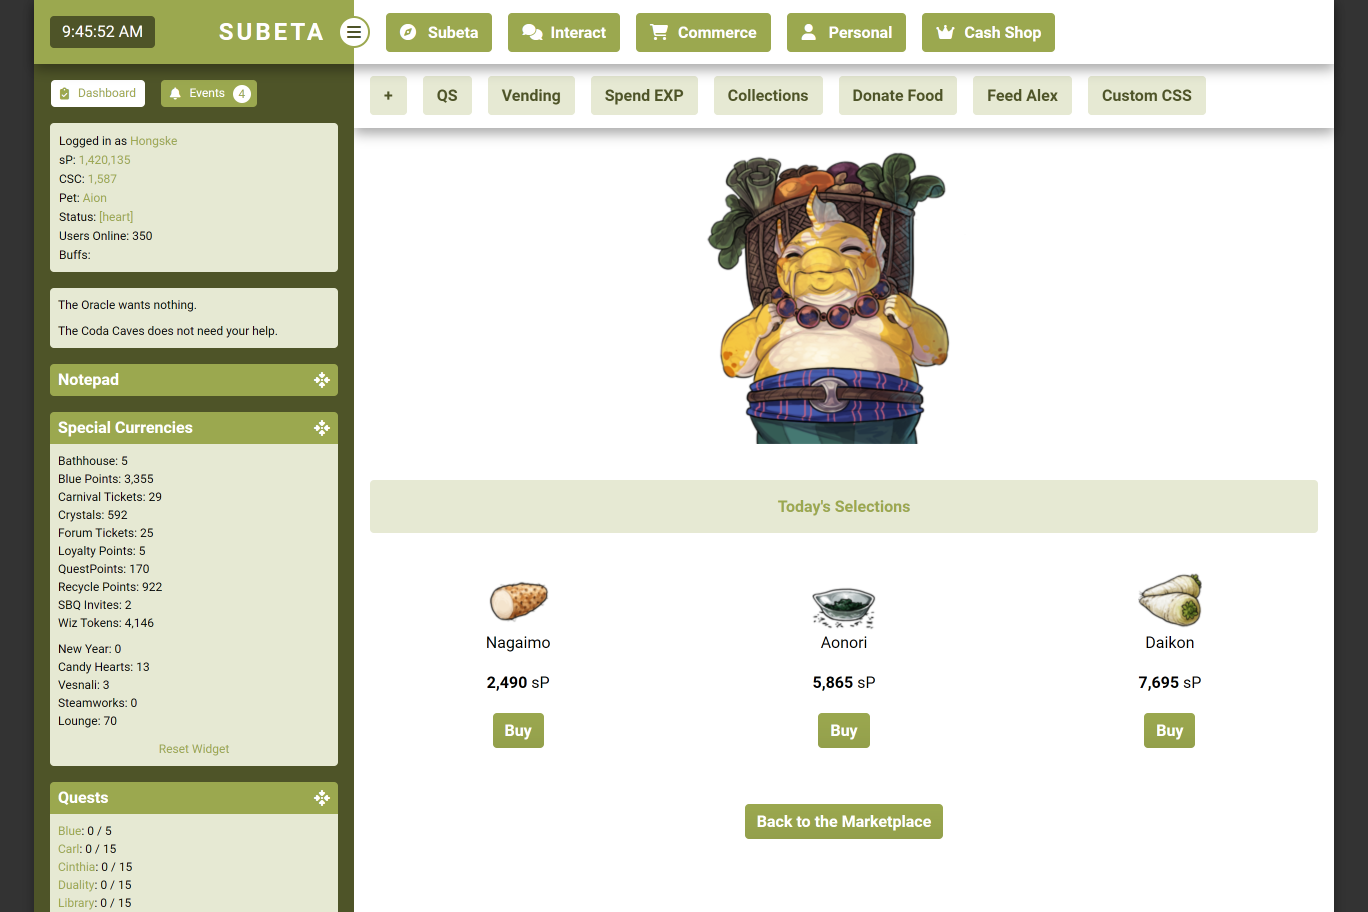 9:45:52 AM
SUBETA
Subeta
Interact
Commerce
Personal
Cash Shop
Dashboard
Events 4
+
QS
Vending
Spend EXP
Collections
Donate Food
Feed Alex
Custom CSS
Logged in as Hongske
sP: 1,420,135
CSC: 1,587
Pet: Aion
Status: [heart]
Users Online: 350
Buffs:
The Oracle wants nothing.
The Coda Caves does not need your help.
Notepad
Special Currencies
Bathhouse: 5
Blue Points: 3,355
Carnival Tickets: 29
Crystals: 592
Forum Tickets: 25
Loyalty Points: 5
QuestPoints: 170
Recycle Points: 922
SBQ Invites: 2
Wiz Tokens: 4,146
New Year: 0
Candy Hearts: 13
Vesnali: 3
Steamworks: 0
Lounge: 70
Reset Widget
Quests
Blue: 0 / 5
Carl: 0 / 15
Cinthia: 0 / 15
Duality: 0 / 15
Library: 0 / 15
Today's Selections
Nagaimo
2,490 sP
Buy
Aonori
5,865 sP
Buy
Daikon
7,695 sP
Buy
Back to the Marketplace